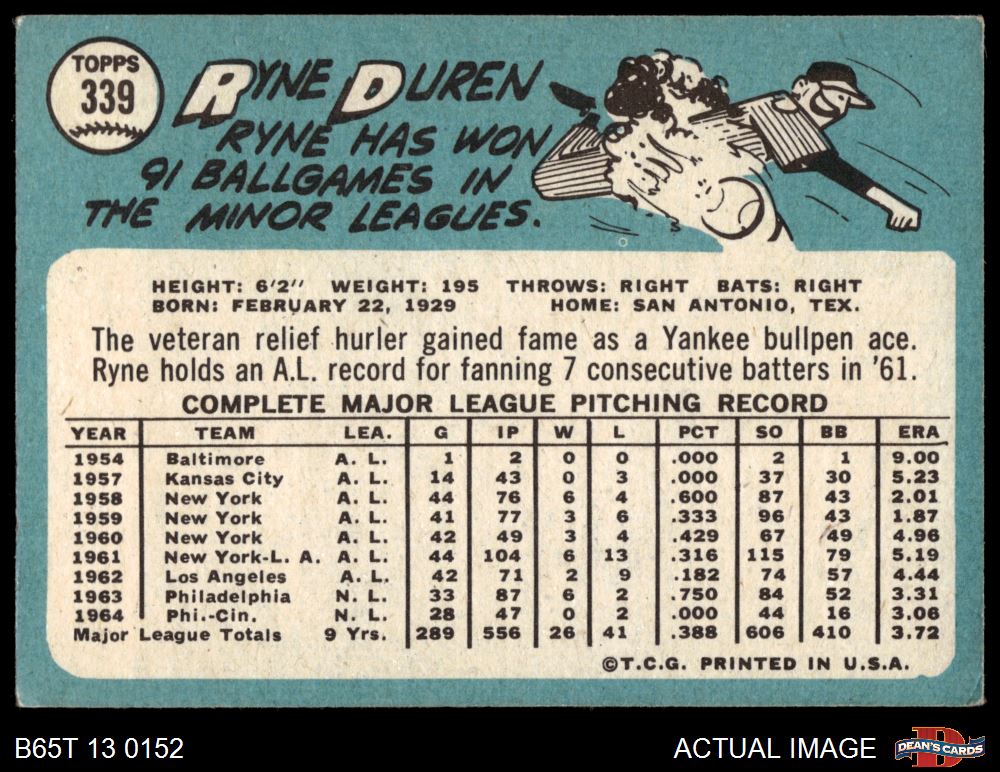 TOPPS
339
RYNE DUREN
RYNE HAS WON
91 BALLGAMES IN
THE MINOR LEAGUES.
HEIGHT: 6'2" WEIGHT: 195 THROWS: RIGHT BATS: RIGHT
BORN: FEBRUARY 22, 1929 HOME: SAN ANTONIO, TEX.
The veteran relief hurler gained fame as a Yankee bullpen ace.
Ryne holds an A.L. record for fanning 7 consecutive batters in '61.
COMPLETE MAJOR LEAGUE PITCHING RECORD
YEAR TEAM LEA. G IP W L PCT SO BB ERA
1954 Baltimore A. L. 1 2 0 0 .000 2 1 9.00
1957 Kansas City A. L. 14 43 0 3 .000 37 30 5.23
1958 New York A. L. 44 76 6 4 .600 87 43 2.01
1959 New York A. L. 41 77 3 6 .333 96 43 1.87
1960 New York A. L. 42 49 3 4 .429 67 49 4.96
1961 New York-L. A. A. L. 44 104 6 13 .316 115 79 5.19
1962 Los Angeles A. L. 42 71 2 9 .182 74 57 4.44
1963 Philadelphia N. L. 33 87 6 2 .750 84 52 3.31
1964 Phi.-Cin. N. L. 28 47 0 2 .000 44 16 3.06
Major League Totals 9 Yrs. 289 556 26 41 .388 606 410 3.72
©T.C.G. PRINTED IN U.S.A.
B65T 13 0152 ACTUAL IMAGE DEAN'S CARDS